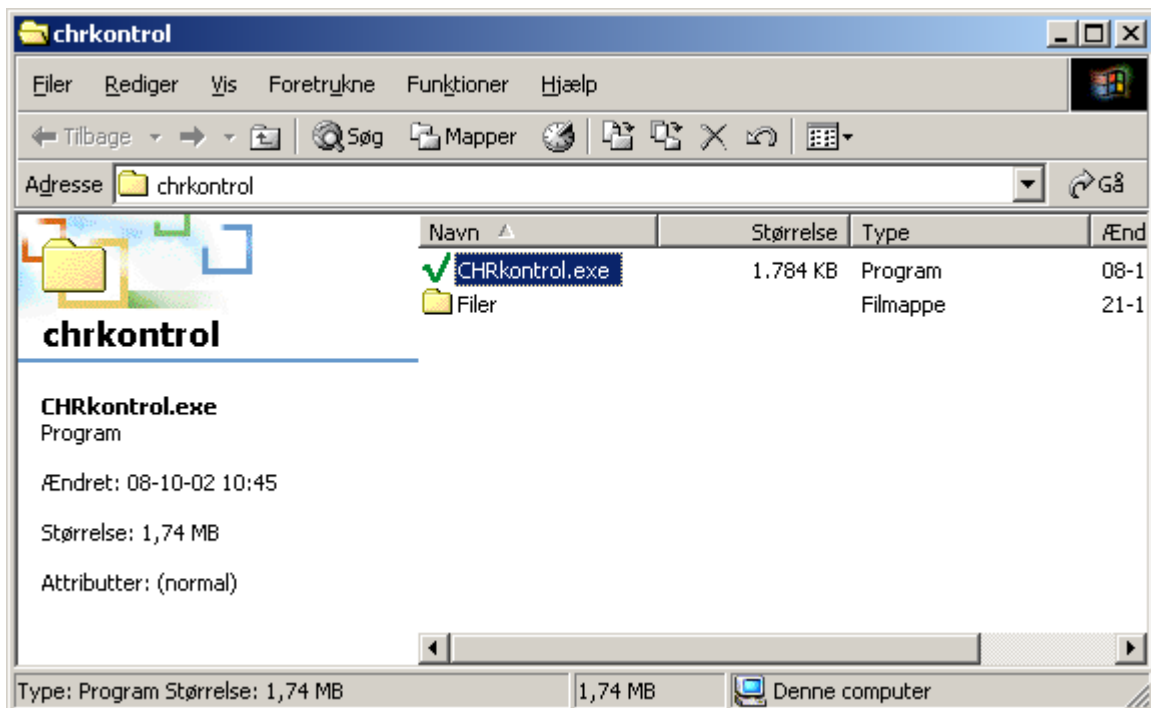 chrkontrol
Filer Rediger Vis Foretrukne Funktioner Hjælp
Tilbage Søg Mapper
Adresse chrkontrol Gå
Navn Størrelse Type Ænd
CHRkontrol.exe 1.784 KB Program 08-1
Filer Filmappe 21-1
chrkontrol
CHRkontrol.exe
Program
Ændret: 08-10-02 10:45
Størrelse: 1,74 MB
Attributter: (normal)
Type: Program Størrelse: 1,74 MB 1,74 MB Denne computer